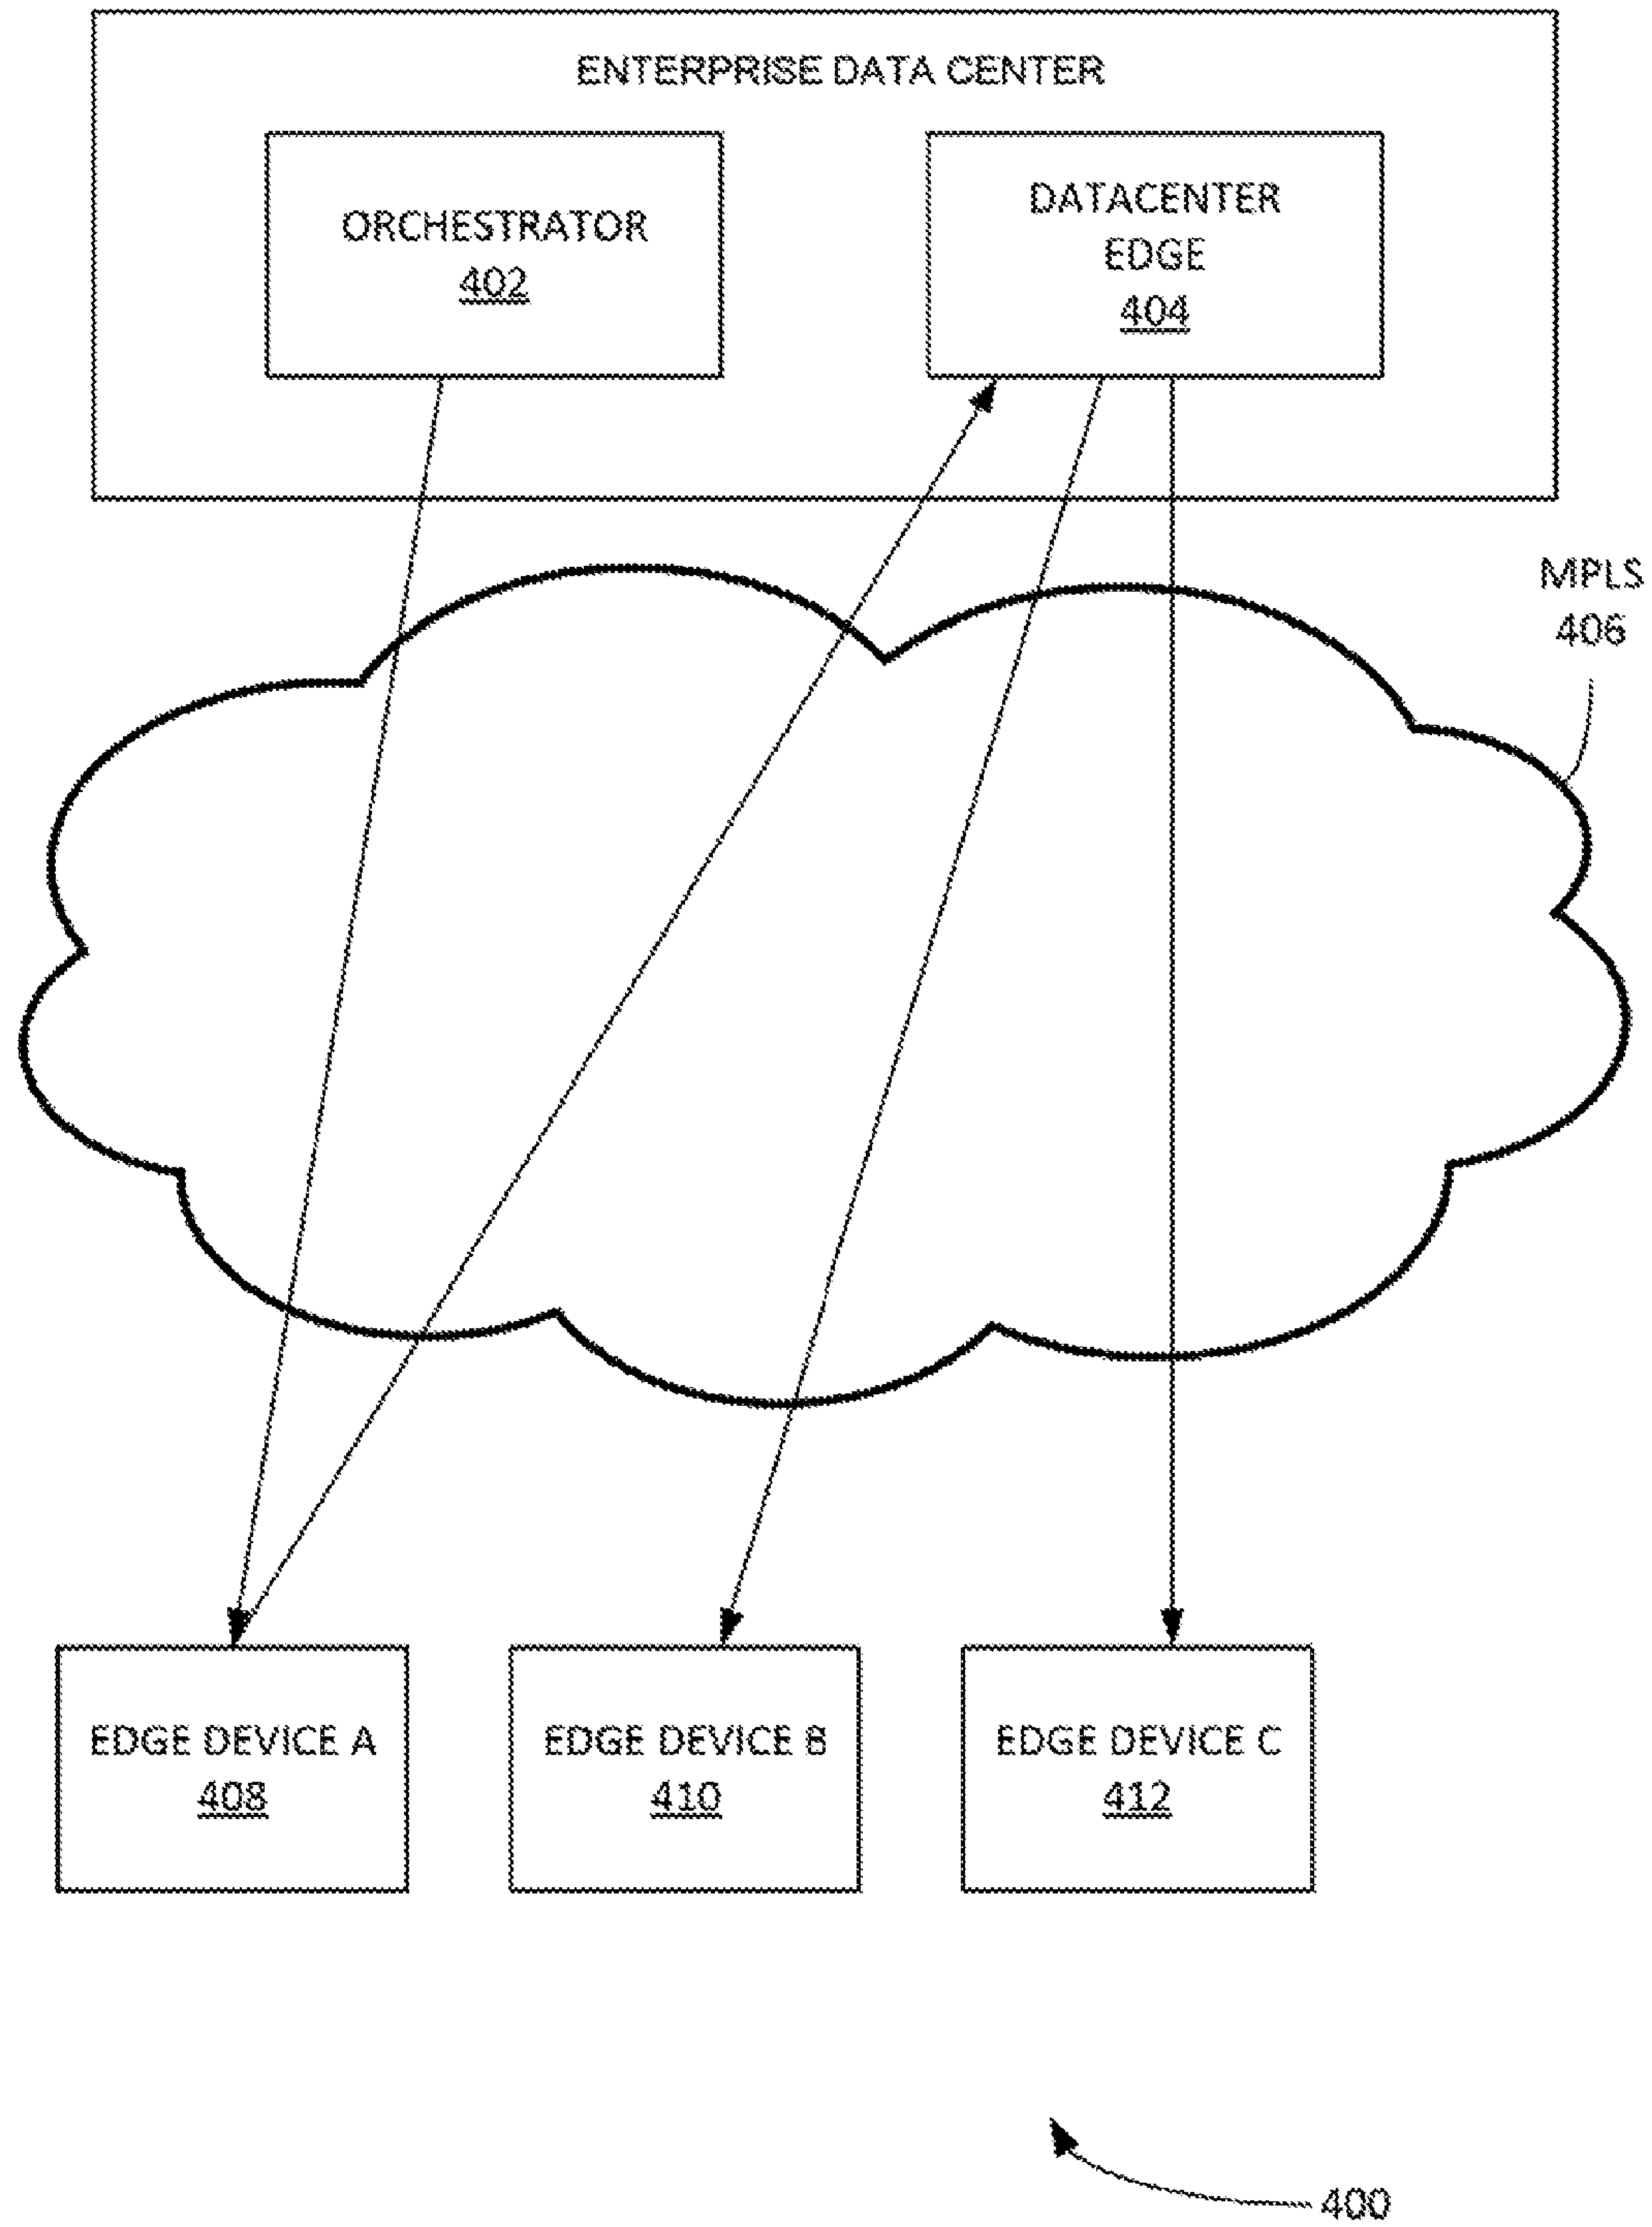 ENTERPRISE DATA CENTER
ORCHESTRATOR
402
DATACENTER
EDGE
404
MPLS
406
EDGE DEVICE A
408
EDGE DEVICE B
410
EDGE DEVICE C
412
400